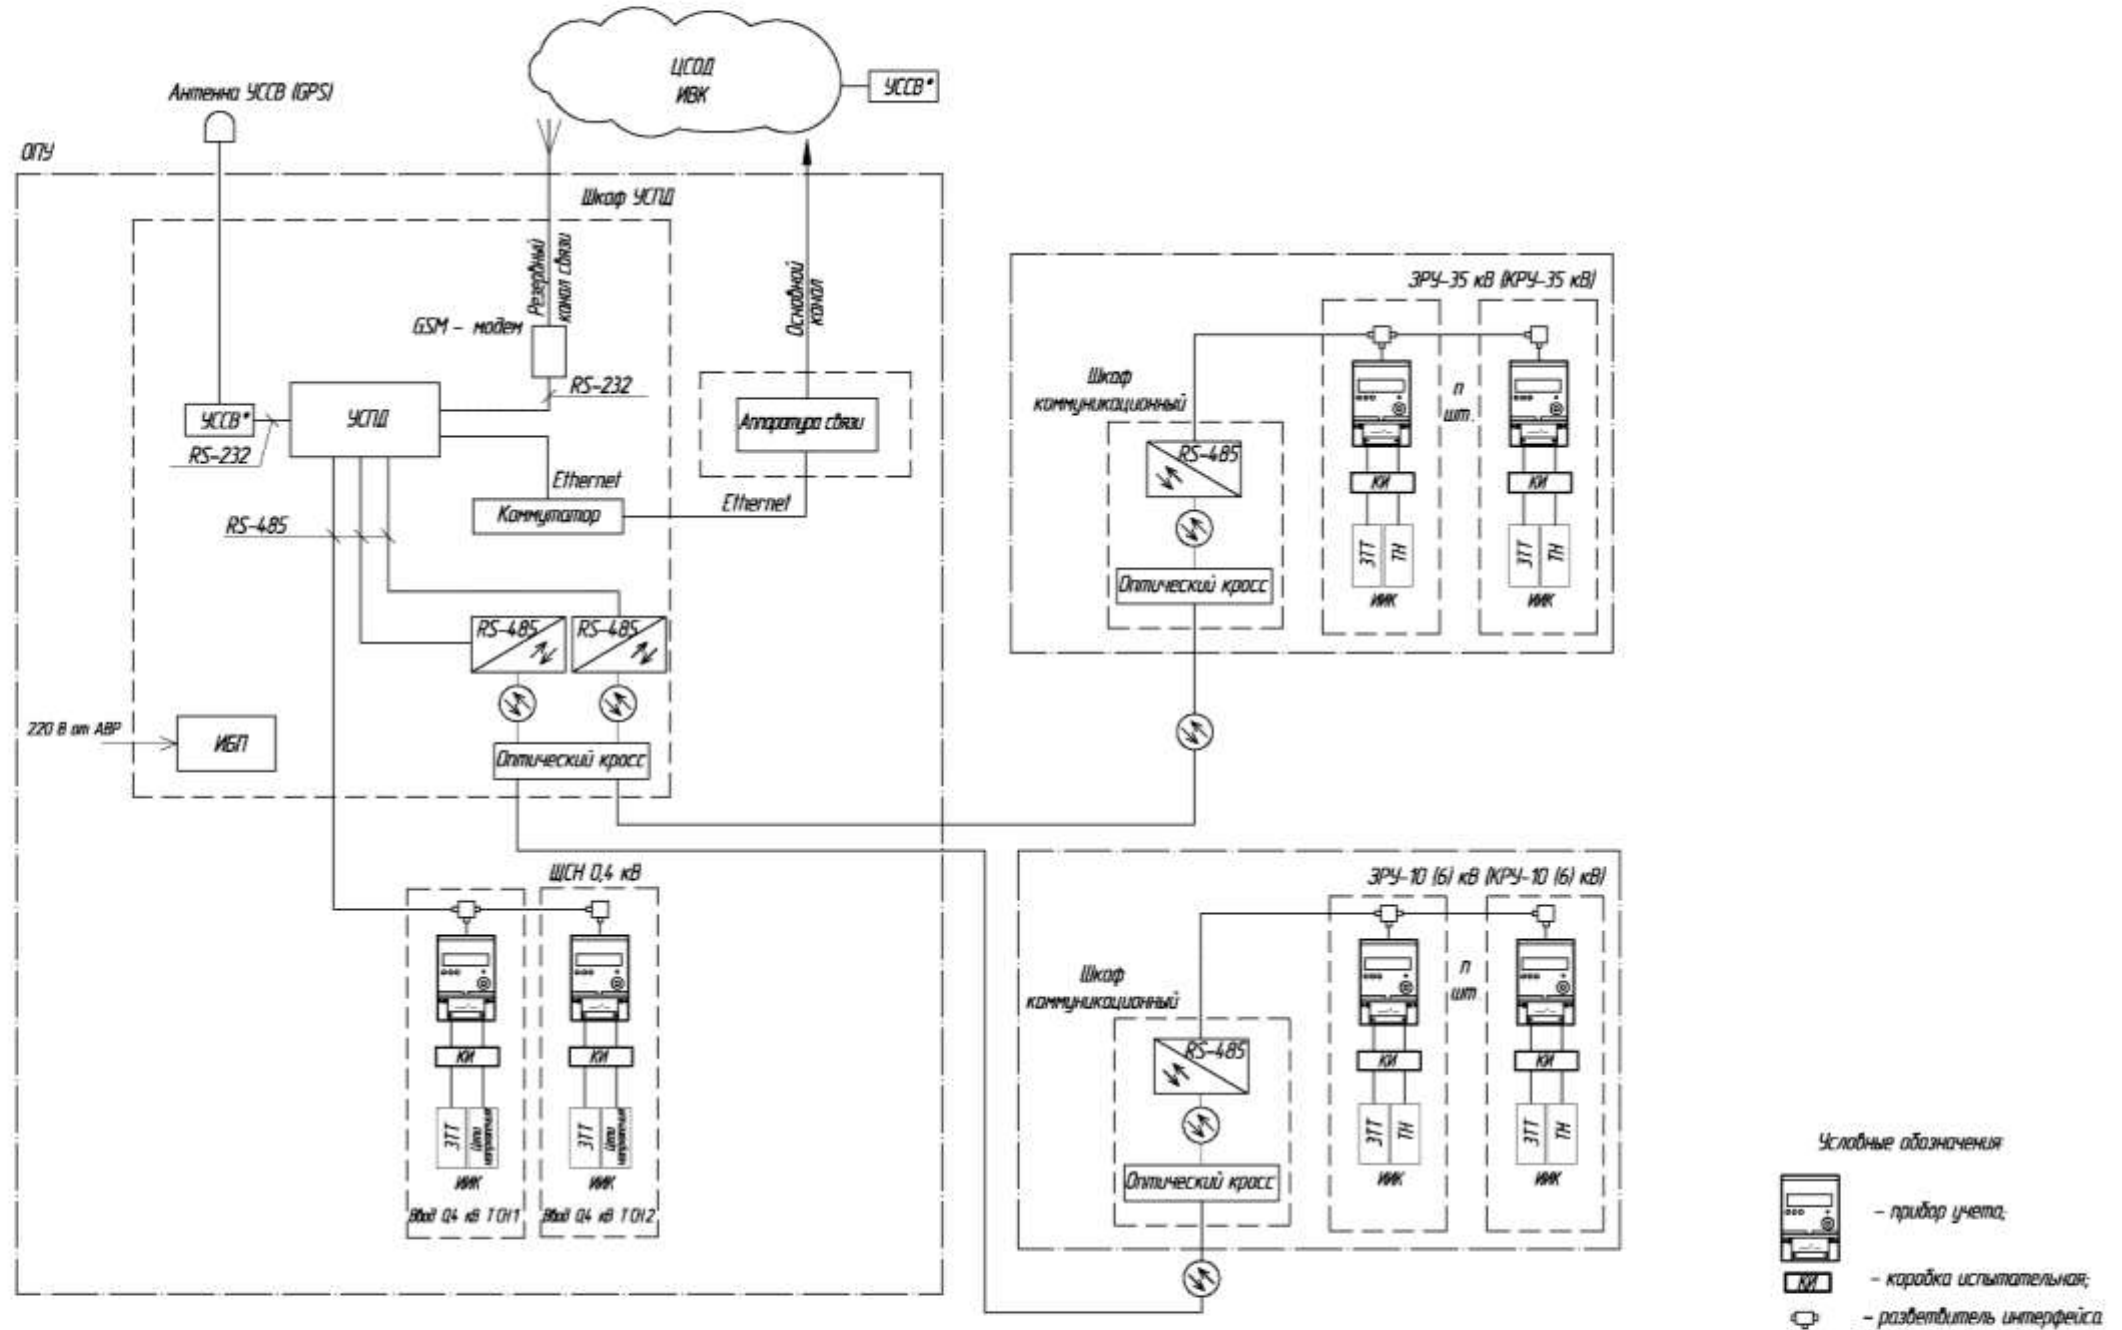 ЦСОД
ИВК
УССВ*
Антенна УССВ (GPS)
ОПУ
Шкаф УСПД
Резервный
канал связи
Основной
канал
GSM – модем
RS-232
УССВ*
УСПД
RS-232
Аппаратура связи
Ethernet
Коммутатор
Ethernet
RS-485
RS-485
RS-485
220 В от АВР
ИБП
Оптический кросс
ЩСН 0,4 кВ
КИ
КИ
ЗТТ
Цепи
напряжения
ЗТТ
Цепи
напряжения
ИИК
ИИК
Ввод 0,4 кВ ТСН1
Ввод 0,4 кВ ТСН2
ЗРУ-35 кВ (КРУ-35 кВ)
Шкаф
коммуникационный
п
шт.
RS-485
КИ
КИ
Оптический кросс
ЗТТ
ТН
ЗТТ
ТН
ИИК
ИИК
ЗРУ-10 (6) кВ (КРУ-10 (6) кВ)
Шкаф
коммуникационный
п
шт.
RS-485
КИ
КИ
Оптический кросс
ЗТТ
ТН
ЗТТ
ТН
ИИК
ИИК
Условные обозначения
– прибор учета;
КИ
– коробка испытательная;
– разветвитель интерфейса